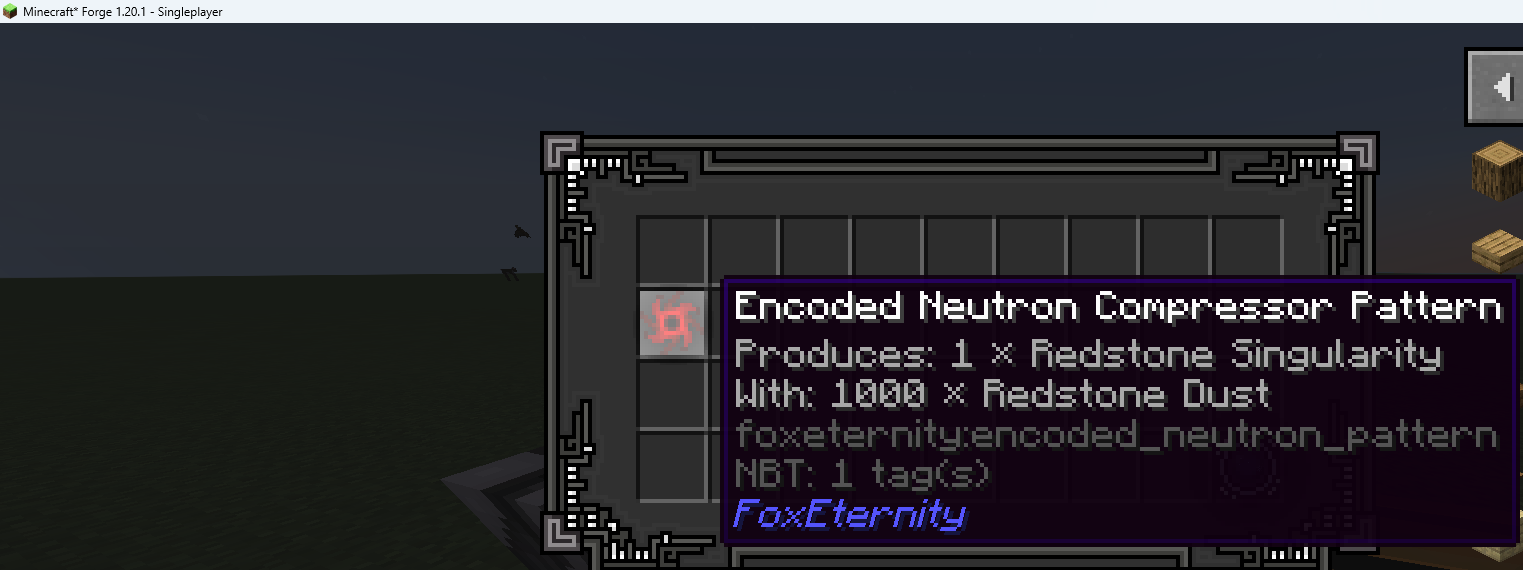 Minecraft* Forge 1.20.1 - Singleplayer
Encoded Neutron Compressor Pattern
Produces: 1 × Redstone Singularity
With: 1000 × Redstone Dust
foxeternity:encoded_neutron_pattern
NBT: 1 tag(s)
FoxEternity